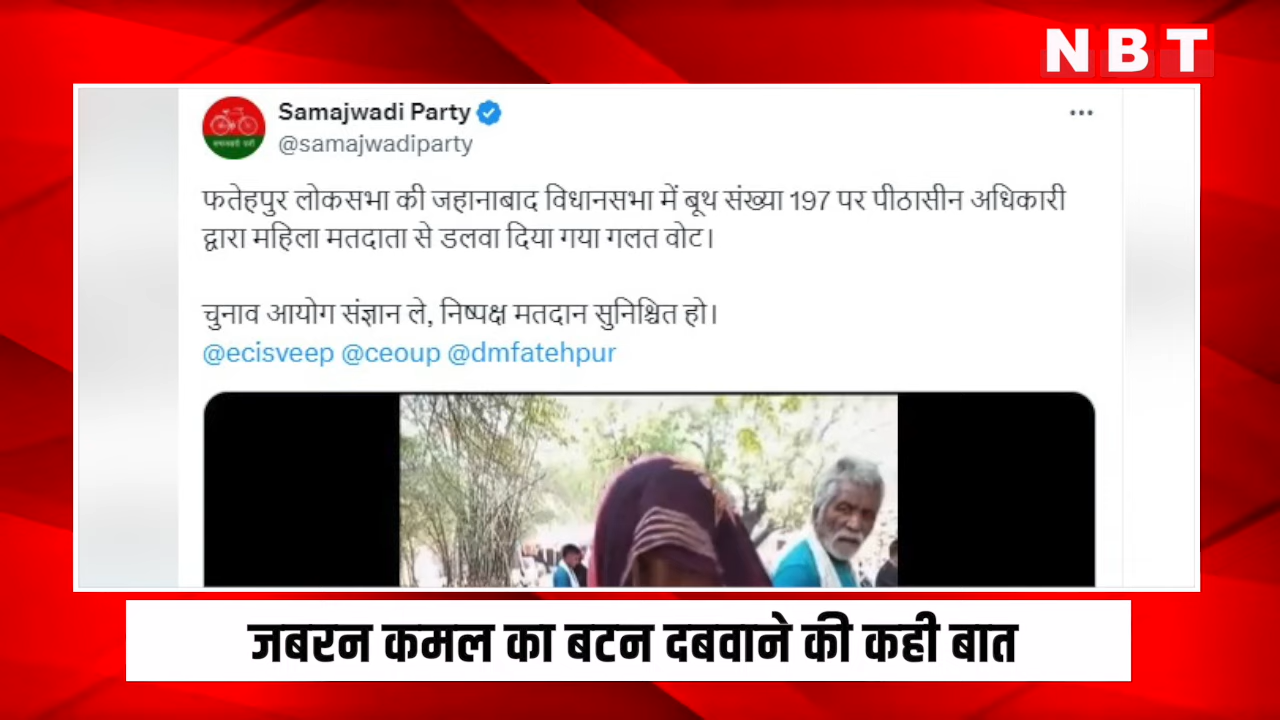 NBT
Samajwadi Party
@samajwadiparty
फतेहपुर लोकसभा की जहानाबाद विधानसभा में बूथ संख्या 197 पर पीठासीन अधिकारी
द्वारा महिला मतदाता से डलवा दिया गया गलत वोट।
चुनाव आयोग संज्ञान ले, निष्पक्ष मतदान सुनिश्चित हो।
@ecisveep @ceoup @dmfatehpur
जबरन कमल का बटन दबवाने की कही बात